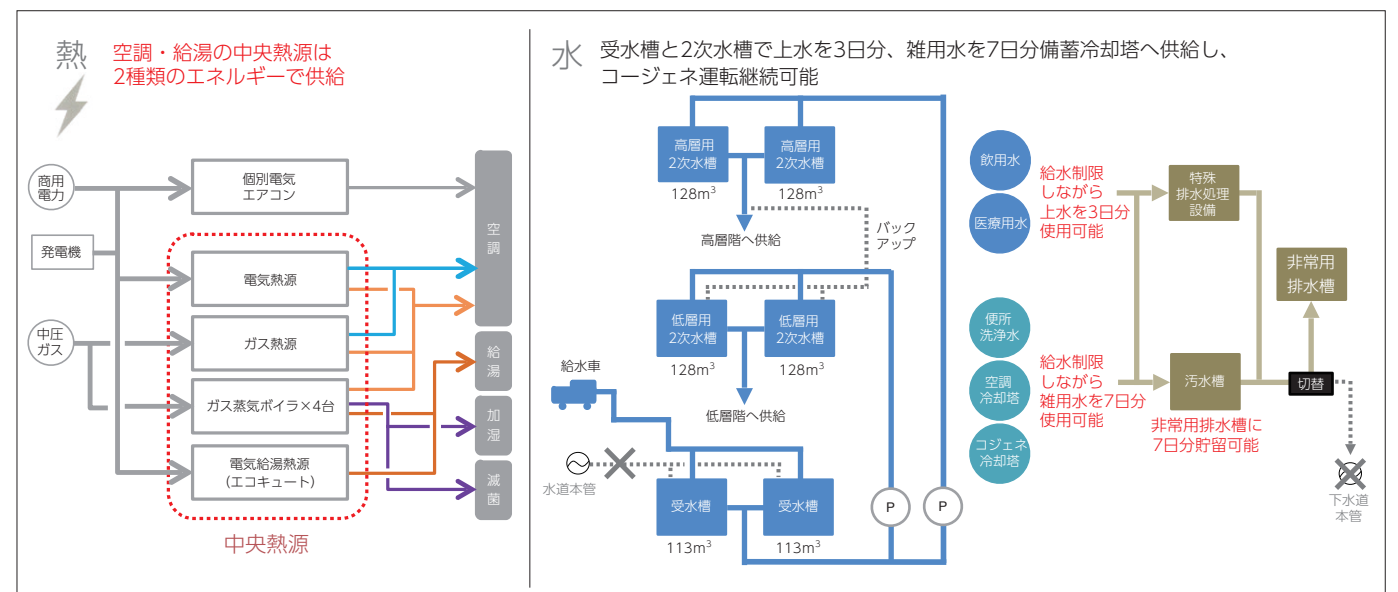 熱
空調・給湯の中央熱源は
2種類のエネルギーで供給
商用
電力
発電機
中圧
ガス
個別電気
エアコン
電気熱源
ガス熱源
ガス蒸気ボイラ×4台
電気給湯熱源
(エコキュート)
中央熱源
空調
給湯
加湿
滅菌
水
受水槽と2次水槽で上水を3日分、雑用水を7日分備蓄冷却塔へ供給し、
コージェネ運転継続可能
高層用
2次水槽
128m³
高層用
2次水槽
128m³
高層階へ供給
バック
アップ
低層用
2次水槽
128m³
低層用
2次水槽
128m³
低層階へ供給
給水車
水道本管
受水槽
113m³
受水槽
113m³
P
P
飲用水
医療用水
給水制限
しながら
上水を3日分
使用可能
便所
洗浄水
空調
冷却塔
コジェネ
冷却塔
給水制限
しながら
雑用水を7日分
使用可能
特殊
排水処理
設備
汚水槽
非常用排水槽に
7日分貯留可能
非常用
排水槽
切替
下水道
本管